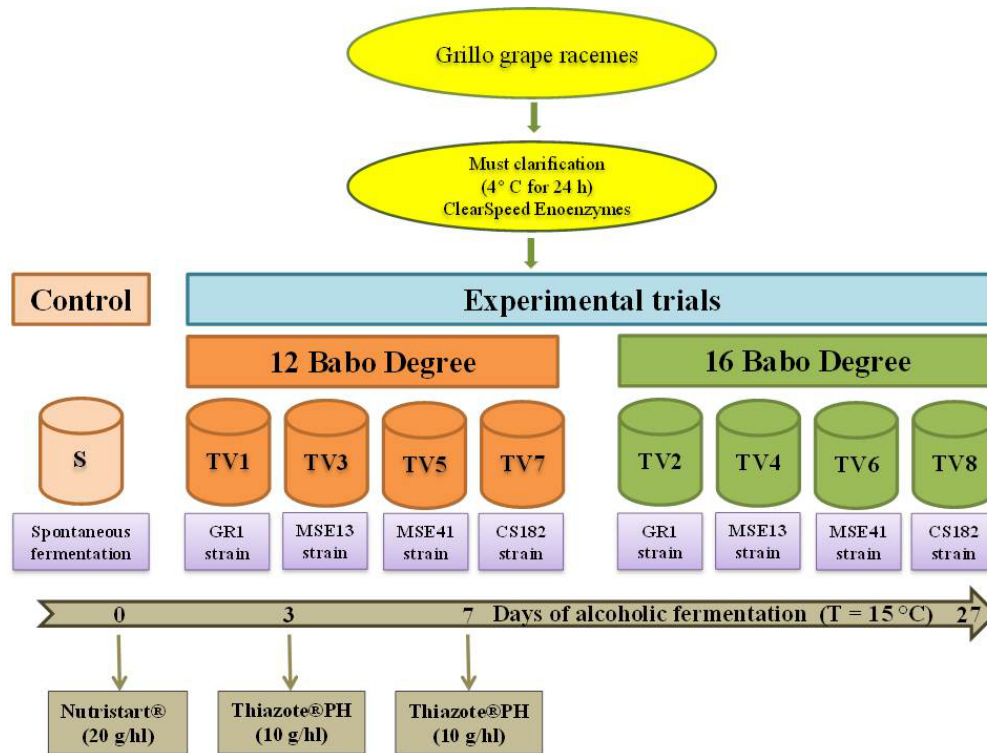 Grillo grape racemes
Must clarification
(4° C for 24 h)
ClearSpeed Enoenzymes
Control
Experimental trials
12 Babo Degree
16 Babo Degree
S
TV1
TV3
TV5
TV7
TV2
TV4
TV6
TV8
Spontaneous
fermentation
GR1
strain
MSE13
strain
MSE41
strain
CS182
strain
GR1
strain
MSE13
strain
MSE41
strain
CS182
strain
0 3 7 Days of alcoholic fermentation (T = 15 °C) 27
Nutristart®
(20 g/hl)
Thiazote®PH
(10 g/hl)
Thiazote®PH
(10 g/hl)